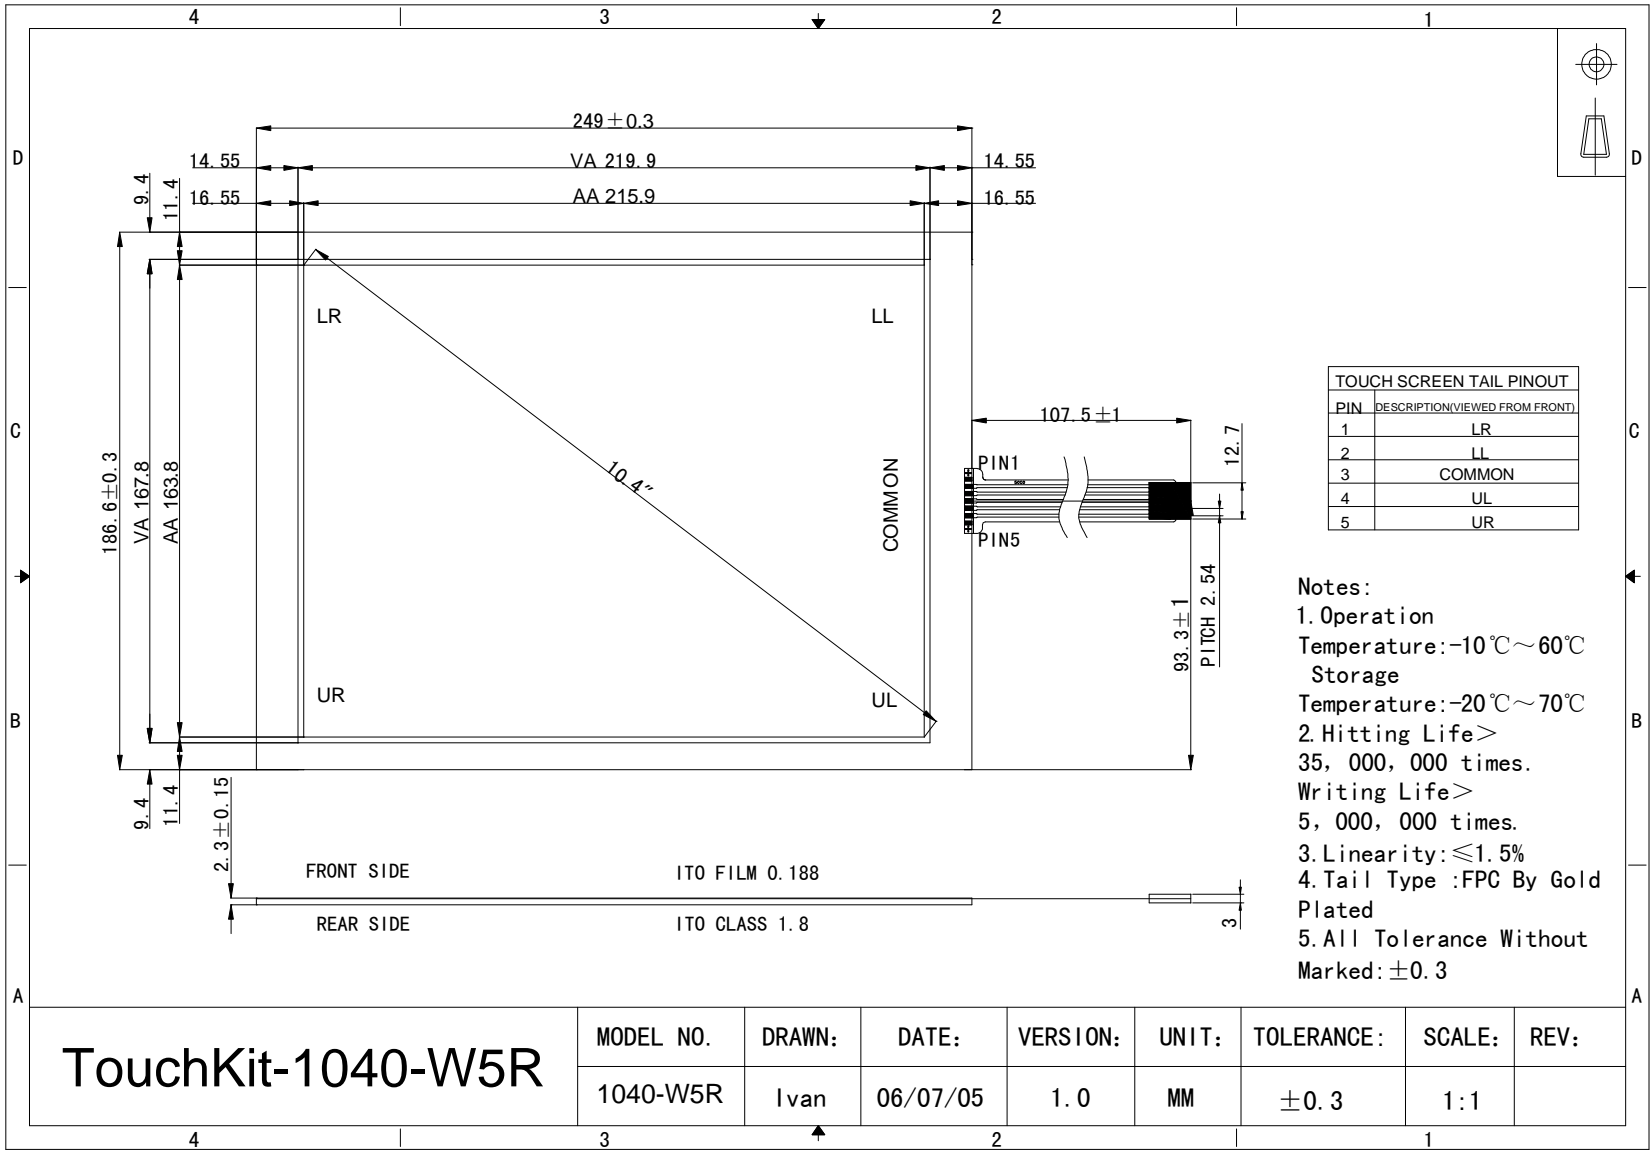 4 3 2 1
D
D
C
C
B
B
A
A
249±0.3
14.55
VA 219.9
14.55
16.55
AA 215.9
16.55
9.4
11.4
186.6±0.3
VA 167.8
AA 163.8
9.4
11.4
LR
LL
10.4″
COMMON
UR
UL
107.5±1
PIN1
PIN5
12.7
93.3±1
PITCH 2.54
TOUCH SCREEN TAIL PINOUT
PIN DESCRIPTION(VIEWED FROM FRONT)
1 LR
2 LL
3 COMMON
4 UL
5 UR
Notes:
1.Operation
Temperature:-10℃～60℃
Storage
Temperature:-20℃～70℃
2.Hitting Life＞
35, 000, 000 times.
Writing Life＞
5, 000, 000 times.
3.Linearity:≤1.5%
4.Tail Type :FPC By Gold
Plated
5.All Tolerance Without
Marked:±0.3
2.3±0.15
FRONT SIDE
ITO FILM 0.188
REAR SIDE
ITO CLASS 1.8
3
TouchKit-1040-W5R
MODEL NO. DRAWN: DATE: VERSION: UNIT: TOLERANCE: SCALE: REV:
1040-W5R Ivan 06/07/05 1.0 MM ±0.3 1:1
4 3 2 1